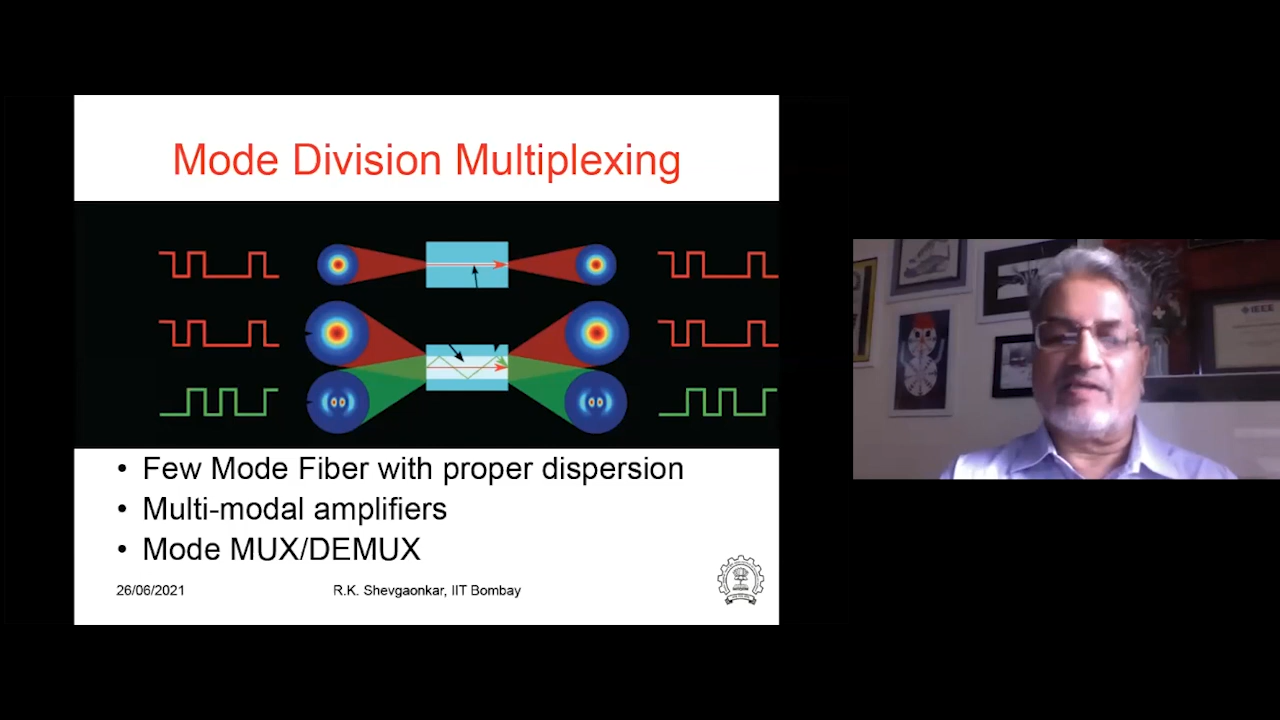 Mode Division Multiplexing
• Few Mode Fiber with proper dispersion
• Multi-modal amplifiers
• Mode MUX/DEMUX
26/06/2021
R.K. Shevgaonkar, IIT Bombay
IEEE